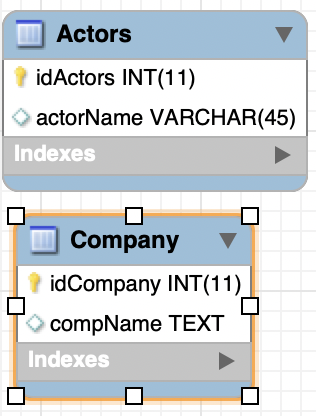 Actors
idActors INT(11)
actorName VARCHAR(45)
Indexes
Company
idCompany INT(11)
compName TEXT
Indexes